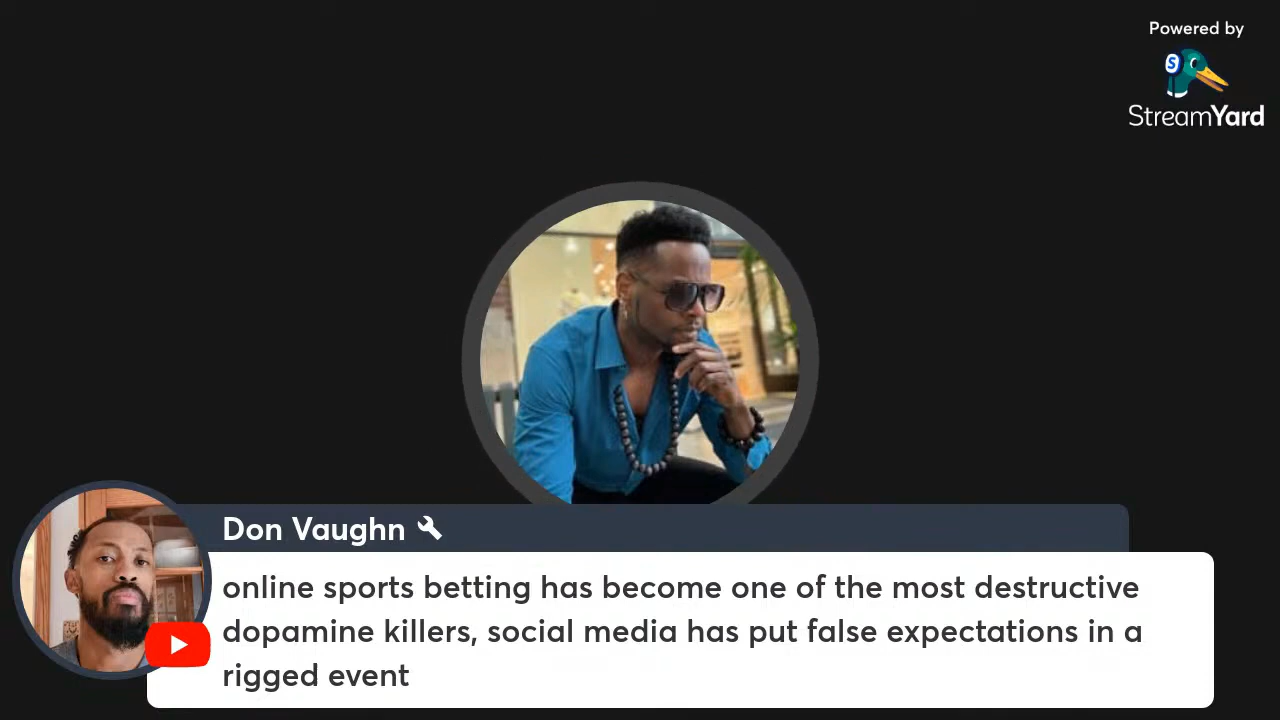 Powered by
S
StreamYard
Don Vaughn
online sports betting has become one of the most destructive
dopamine killers, social media has put false expectations in a
rigged event